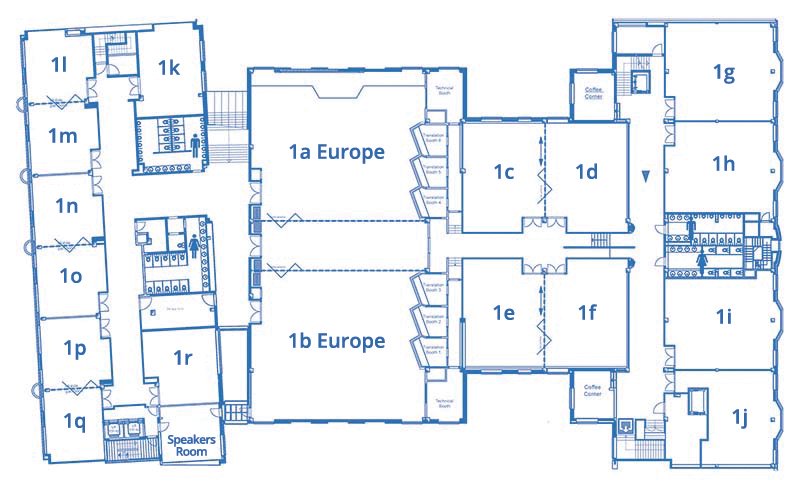 1l
1k
1g
Technical
Booth
Coffee
Corner
1m
Translation
Booth 6
1a Europe
Translation
Booth 5
1c
1d
1h
1n
Translation
Booth 4
1o
Translation
Booth 3
1p
1r
1b Europe
Translation
Booth 2
1e
1f
1i
Translation
Booth 1
1q
Speakers
Room
Technical
Booth
Coffee
Corner
1j